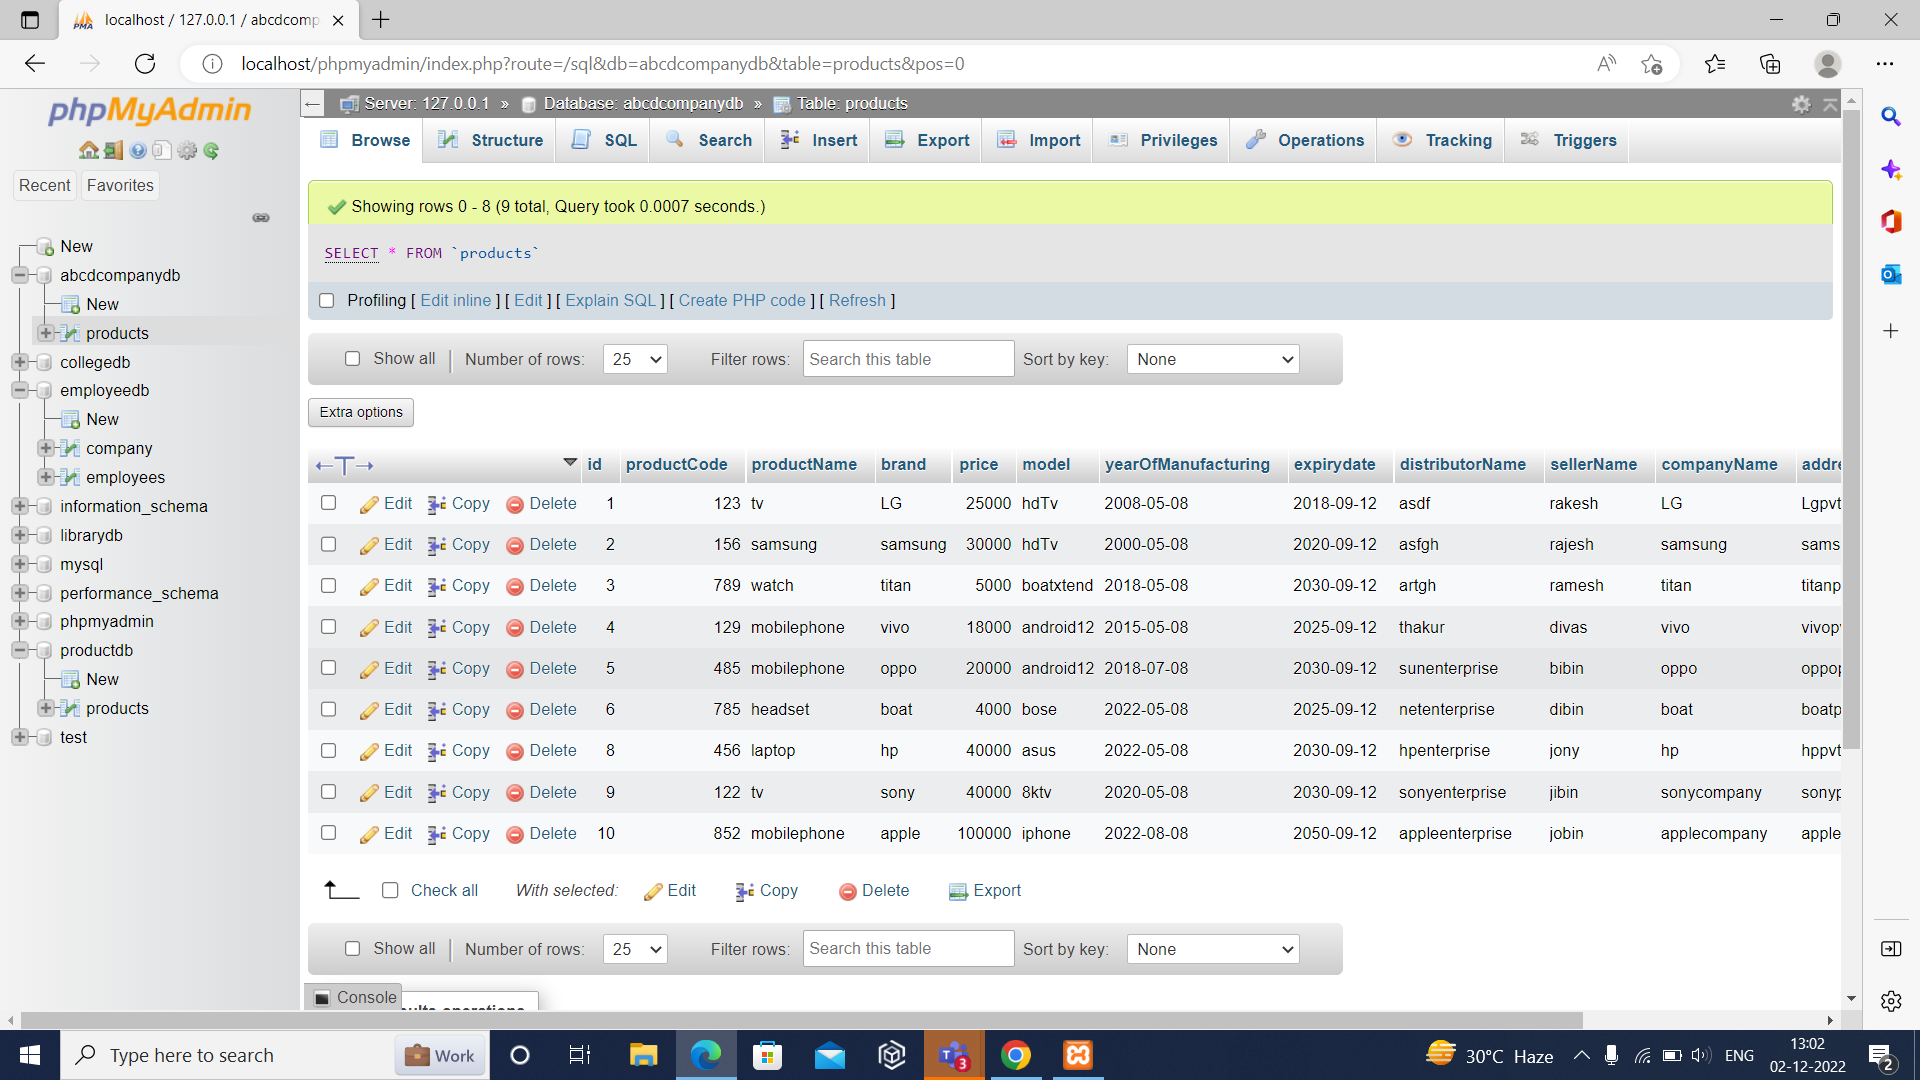 localhost / 127.0.0.1 / abcdcomp
localhost/phpmyadmin/index.php?route=/sql&db=abcdcompanydb&table=products&pos=0
phpMyAdmin
Recent Favorites
New
abcdcompanydb
New
products
collegedb
employeedb
New
company
employees
information_schema
librarydb
mysql
performance_schema
phpmyadmin
productdb
New
products
test
Server: 127.0.0.1 » Database: abcdcompanydb » Table: products
Browse Structure SQL Search Insert Export Import Privileges Operations Tracking Triggers
Showing rows 0 - 8 (9 total, Query took 0.0007 seconds.)
SELECT * FROM `products`
Profiling [ Edit inline ] [ Edit ] [ Explain SQL ] [ Create PHP code ] [ Refresh ]
Show all Number of rows: 25 Filter rows: Search this table Sort by key: None
Extra options
←T→ id productCode productName brand price model yearOfManufacturing expirydate distributorName sellerName companyName addre
Edit Copy Delete 1 123 tv LG 25000 hdTv 2008-05-08 2018-09-12 asdf rakesh LG Lgpvt
Edit Copy Delete 2 156 samsung samsung 30000 hdTv 2000-05-08 2020-09-12 asfgh rajesh samsung sams
Edit Copy Delete 3 789 watch titan 5000 boatxtend 2018-05-08 2030-09-12 artgh ramesh titan titanp
Edit Copy Delete 4 129 mobilephone vivo 18000 android12 2015-05-08 2025-09-12 thakur divas vivo vivop
Edit Copy Delete 5 485 mobilephone oppo 20000 android12 2018-07-08 2030-09-12 sunenterprise bibin oppo oppop
Edit Copy Delete 6 785 headset boat 4000 bose 2022-05-08 2025-09-12 netenterprise dibin boat boatp
Edit Copy Delete 8 456 laptop hp 40000 asus 2022-05-08 2030-09-12 hpenterprise jony hp hppvt
Edit Copy Delete 9 122 tv sony 40000 8ktv 2020-05-08 2030-09-12 sonyenterprise jibin sonycompany sonyp
Edit Copy Delete 10 852 mobilephone apple 100000 iphone 2022-08-08 2050-09-12 appleenterprise jobin applecompany apple
Check all With selected: Edit Copy Delete Export
Show all Number of rows: 25 Filter rows: Search this table Sort by key: None
Console
Type here to search Work
3
30°C Haze ENG 13:02
02-12-2022
2